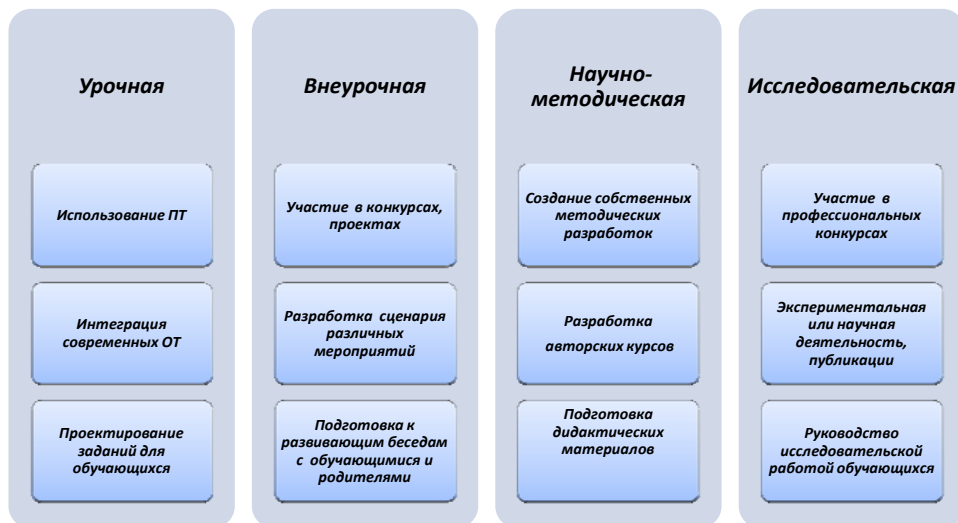 Урочная
Использование ПТ
Интеграция
современных ОТ
Проектирование
заданий для
обучающихся
Внеурочная
Участие в конкурсах,
проектах
Разработка сценария
различных
мероприятий
Подготовка к
развивающим беседам
с обучающимися и
родителями
Научно-
методическая
Создание собственных
методических
разработок
Разработка
авторских курсов
Подготовка
дидактических
материалов
Исследовательская
Участие в
профессиональных
конкурсах
Экспериментальная
или научная
деятельность,
публикации
Руководство
исследовательской
работой обучающихся